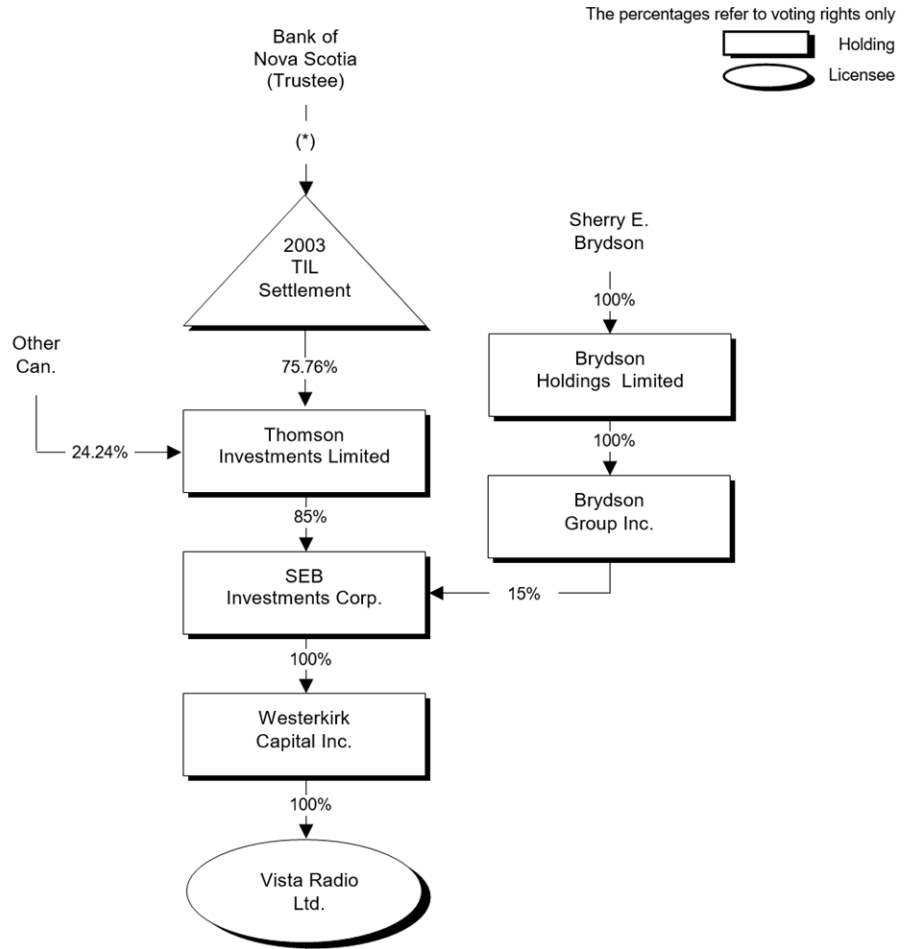 The percentages refer to voting rights only
Holding
Licensee
Bank of
Nova Scotia
(Trustee)
(*)
2003
TIL
Settlement
75.76%
Other
Can.
24.24%
Thomson
Investments Limited
85%
Sherry E.
Brydson
100%
Brydson
Holdings Limited
100%
Brydson
Group Inc.
15%
SEB
Investments Corp.
100%
Westerkirk
Capital Inc.
100%
Vista Radio
Ltd.